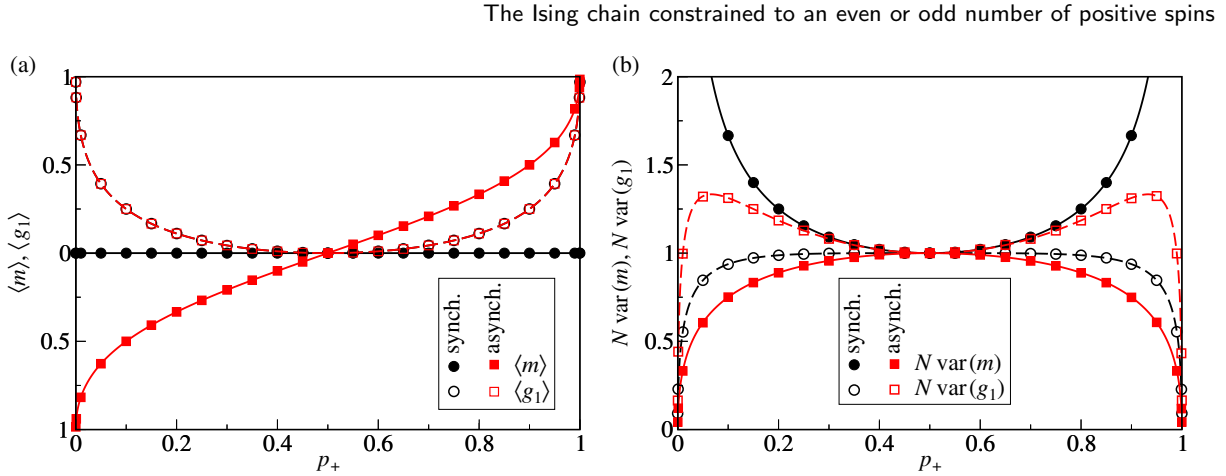 The Ising chain constrained to an even or odd number of positive spins
(a)
1
0.5
0
0.5
1
⟨m⟩, ⟨g₁⟩
0 0.2 0.4 0.6 0.8 1
p₊
synch.
asynch.
⟨m⟩
⟨g₁⟩
(b)
2
1.5
1
0.5
0
N var(m), N var(g₁)
0 0.2 0.4 0.6 0.8 1
p₊
synch.
asynch.
N var(m)
N var(g₁)